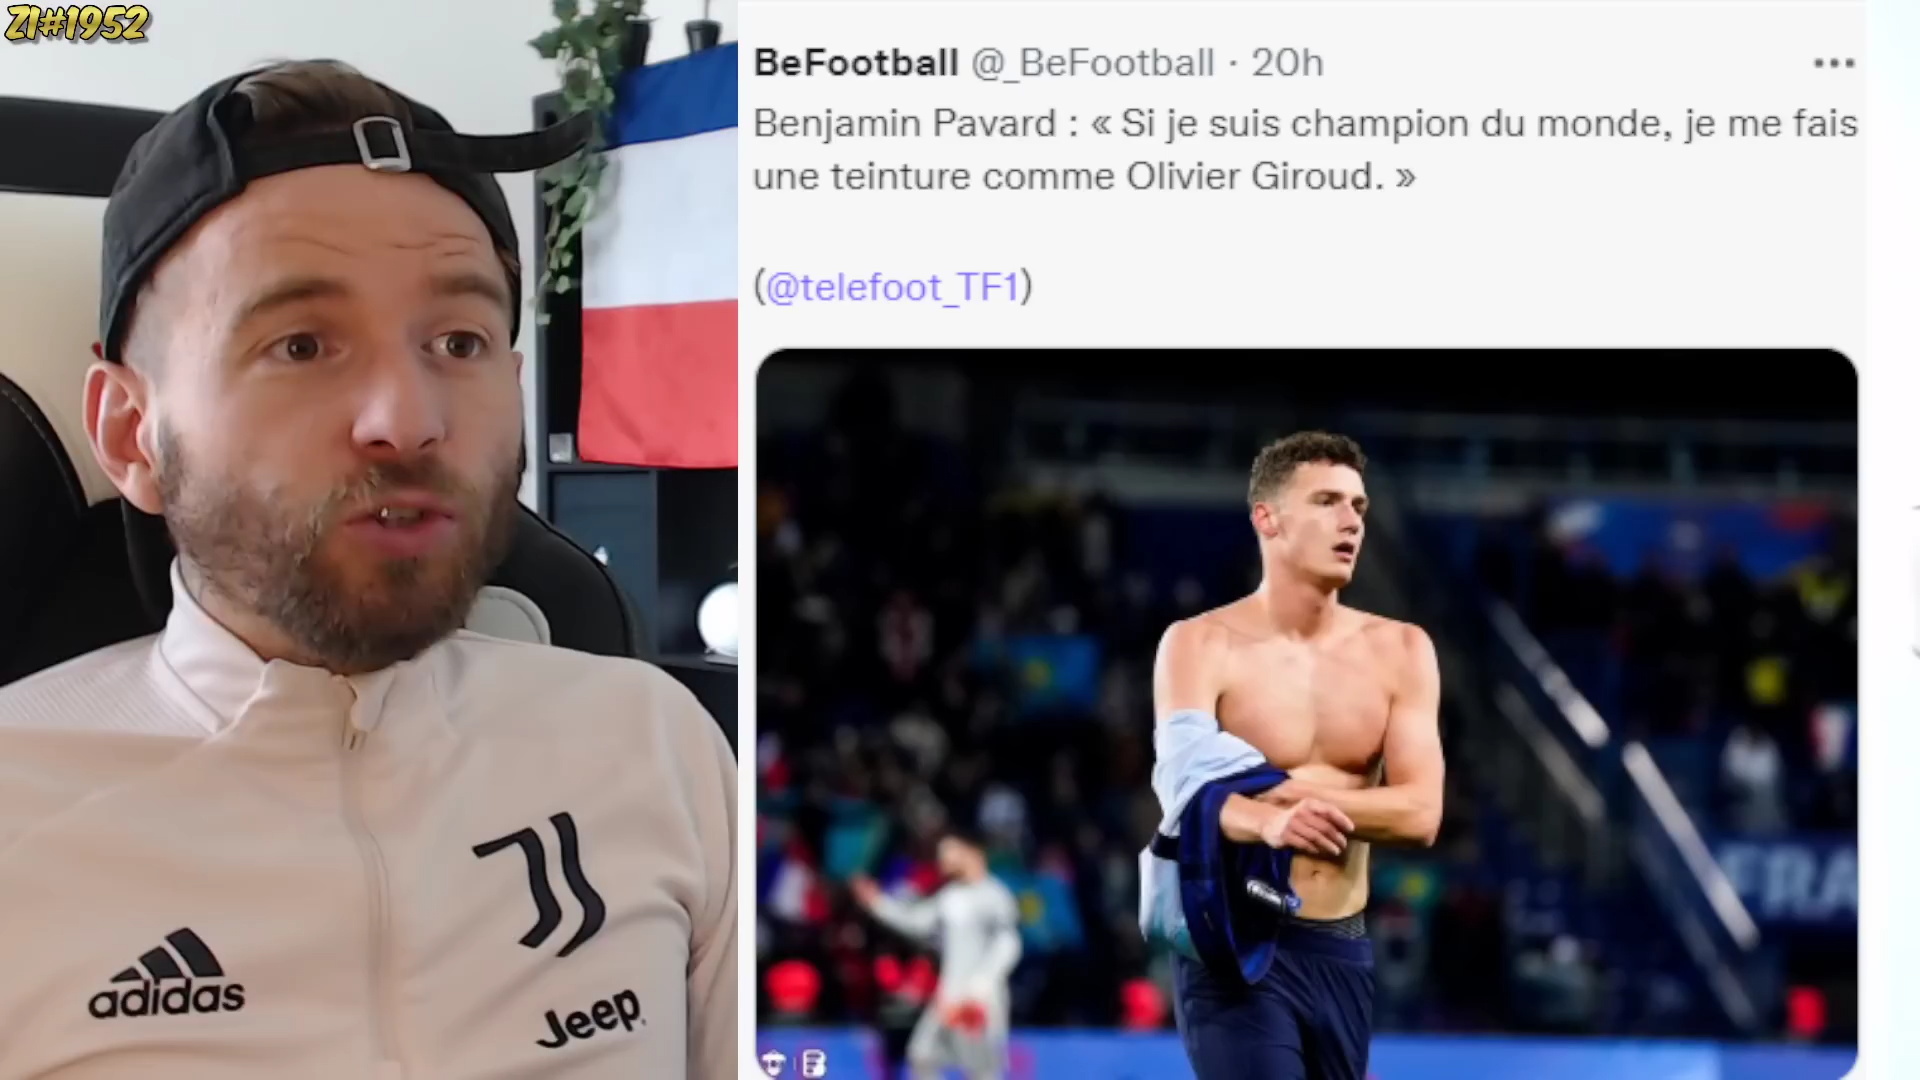 ZI#1952
BeFootball @_BeFootball · 20h
Benjamin Pavard : « Si je suis champion du monde, je me fais
une teinture comme Olivier Giroud. »
(@telefoot_TF1)
FRA
adidas
Jeep